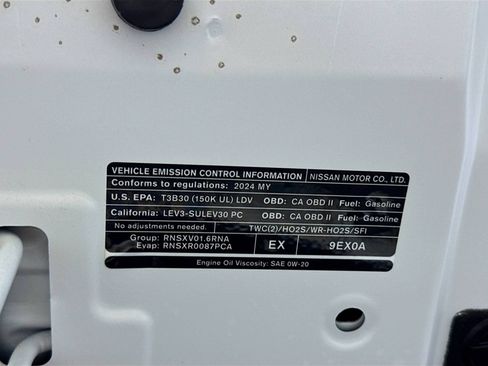 VEHICLE EMISSION CONTROL INFORMATION NISSAN MOTOR CO., LTD.
Conforms to regulations: 2024 MY
U.S. EPA: T3B30 (150K UL) LDV OBD: CA OBD II Fuel: Gasoline
California: LEV3-SULEV30 PC OBD: CA OBD II Fuel: Gasoline
No adjustments needed. TWC(2)/HO2S/WR-HO2S/SFI
Group: RNSXV01.6RNA
Evap: RNSXR0087PCA EX 9EX0A
Engine Oil Viscosity: SAE 0W-20